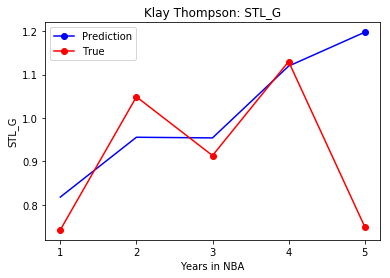 Klay Thompson: STL_G
Prediction
True
1.2
1.1
1.0
0.9
0.8
STL_G
1 2 3 4 5
Years in NBA